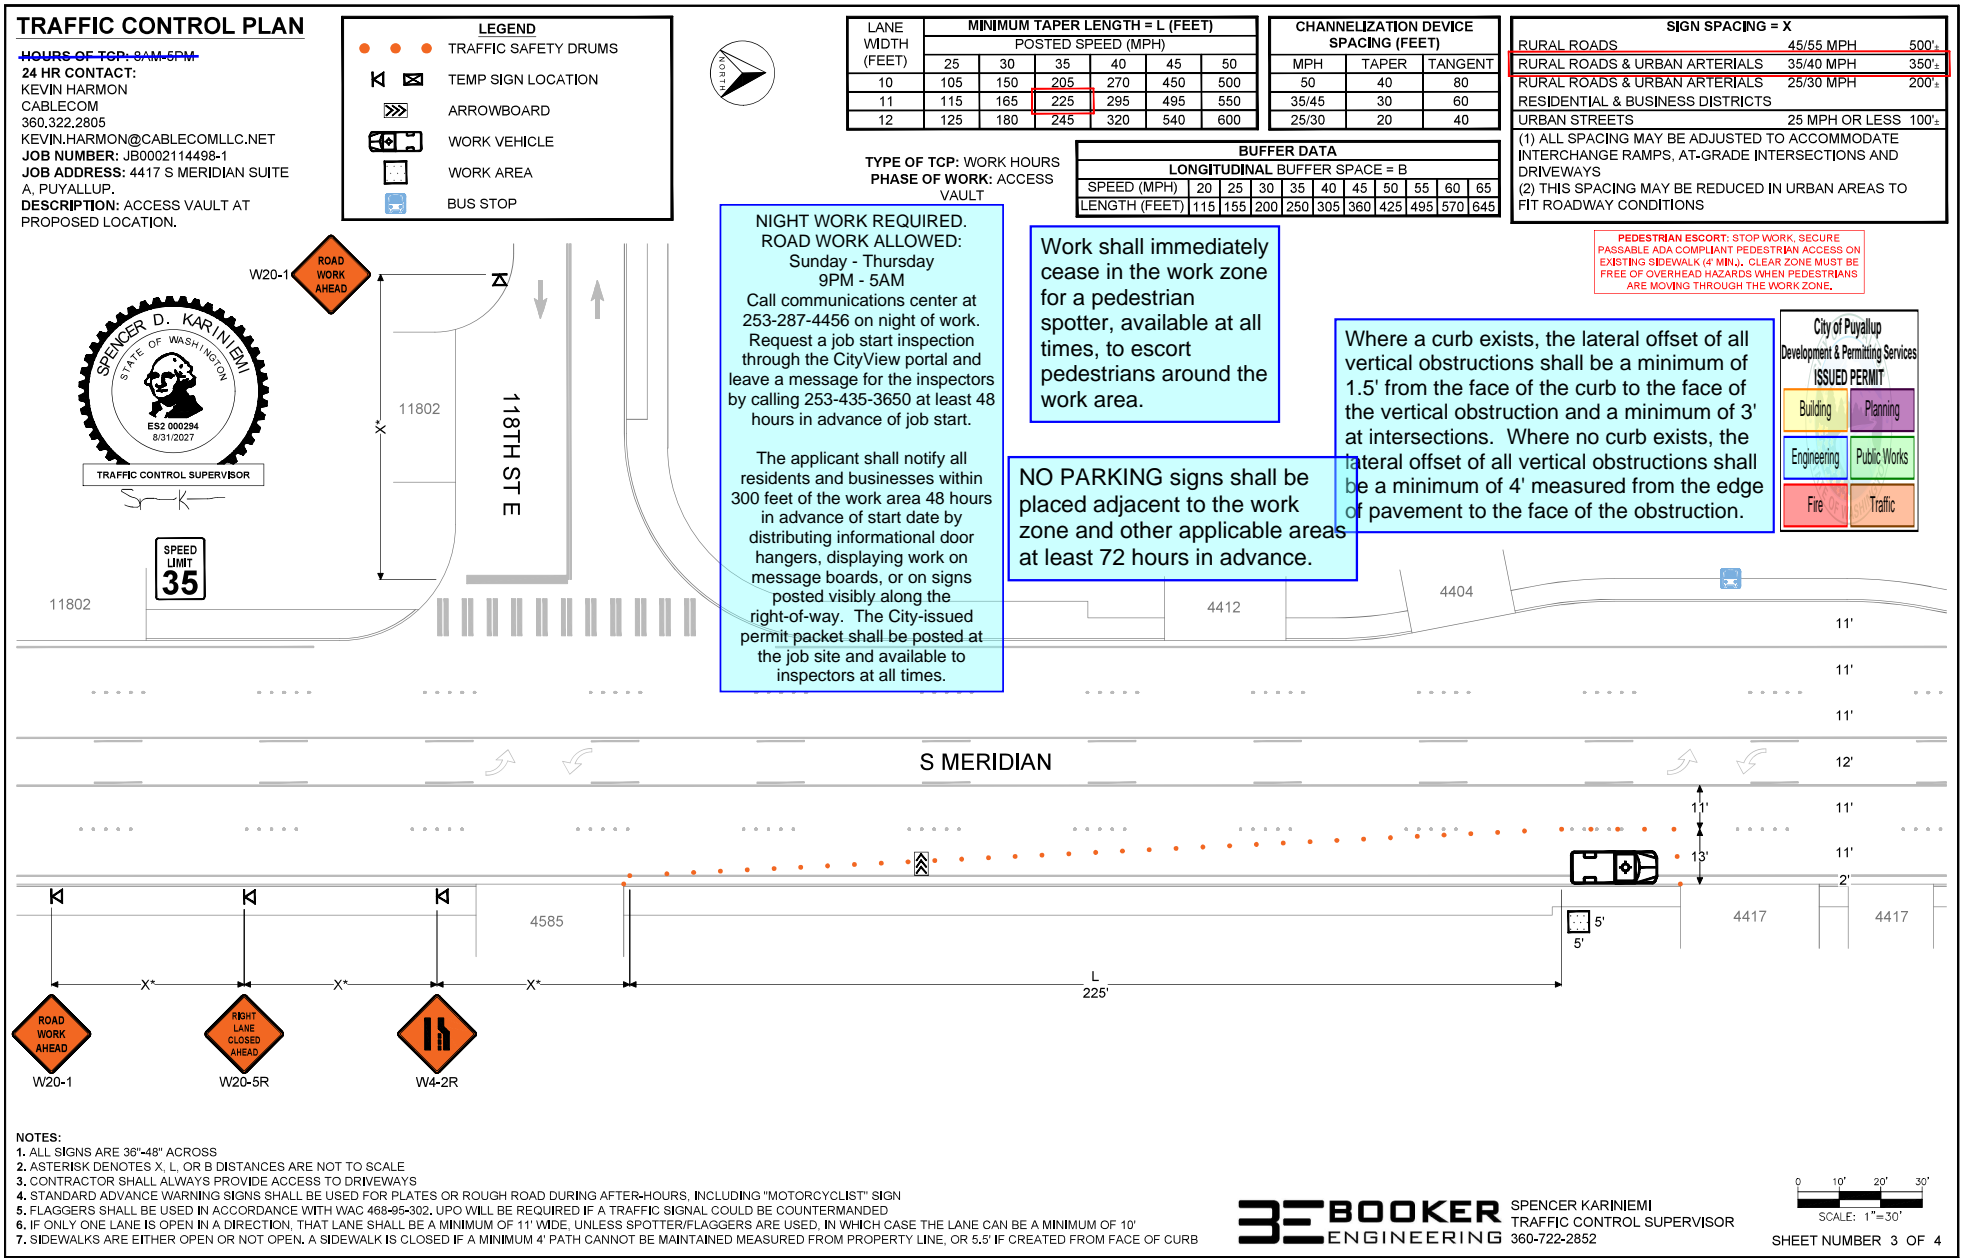 TRAFFIC CONTROL PLAN
HOURS OF TCP: 8AM-5PM
24 HR CONTACT:
KEVIN HARMON
CABLECOM
360.322.2805
KEVIN.HARMON@CABLECOMLLC.NET
JOB NUMBER: JB0002114498-1
JOB ADDRESS: 4417 S MERIDIAN SUITE
A, PUYALLUP.
DESCRIPTION: ACCESS VAULT AT
PROPOSED LOCATION.
LEGEND
TRAFFIC SAFETY DRUMS
TEMP SIGN LOCATION
ARROWBOARD
WORK VEHICLE
WORK AREA
BUS STOP
NORTH
LANE WIDTH (FEET) MINIMUM TAPER LENGTH = L (FEET)
POSTED SPEED (MPH)
25 30 35 40 45 50
10 105 150 205 270 450 500
11 115 165 225 295 495 550
12 125 180 245 320 540 600
CHANNELIZATION DEVICE
SPACING (FEET)
MPH TAPER TANGENT
50 40 80
35/45 30 60
25/30 20 40
SIGN SPACING = X
RURAL ROADS 45/55 MPH 500'±
RURAL ROADS & URBAN ARTERIALS 35/40 MPH 350'±
RURAL ROADS & URBAN ARTERIALS 25/30 MPH 200'±
RESIDENTIAL & BUSINESS DISTRICTS
URBAN STREETS 25 MPH OR LESS 100'±
(1) ALL SPACING MAY BE ADJUSTED TO ACCOMMODATE
INTERCHANGE RAMPS, AT-GRADE INTERSECTIONS AND
DRIVEWAYS
(2) THIS SPACING MAY BE REDUCED IN URBAN AREAS TO
FIT ROADWAY CONDITIONS
TYPE OF TCP: WORK HOURS
PHASE OF WORK: ACCESS
VAULT
BUFFER DATA
LONGITUDINAL BUFFER SPACE = B
SPEED (MPH) 20 25 30 35 40 45 50 55 60 65
LENGTH (FEET) 115 155 200 250 305 360 425 495 570 645
PEDESTRIAN ESCORT: STOP WORK, SECURE
PASSABLE ADA COMPLIANT PEDESTRIAN ACCESS ON
EXISTING SIDEWALK (4' MIN.). CLEAR ZONE MUST BE
FREE OF OVERHEAD HAZARDS WHEN PEDESTRIANS
ARE MOVING THROUGH THE WORK ZONE.
NIGHT WORK REQUIRED.
ROAD WORK ALLOWED:
Sunday - Thursday
9PM - 5AM
Call communications center at
253-287-4456 on night of work.
Request a job start inspection
through the CityView portal and
leave a message for the inspectors
by calling 253-435-3650 at least 48
hours in advance of job start.
The applicant shall notify all
residents and businesses within
300 feet of the work area 48 hours
in advance of start date by
distributing informational door
hangers, displaying work on
message boards, or on signs
posted visibly along the
right-of-way. The City-issued
permit packet shall be posted at
the job site and available to
inspectors at all times.
Work shall immediately
cease in the work zone
for a pedestrian
spotter, available at all
times, to escort
pedestrians around the
work area.
NO PARKING signs shall be
placed adjacent to the work
zone and other applicable areas
at least 72 hours in advance.
Where a curb exists, the lateral offset of all
vertical obstructions shall be a minimum of
1.5' from the face of the curb to the face of
the vertical obstruction and a minimum of 3'
at intersections. Where no curb exists, the
lateral offset of all vertical obstructions shall
be a minimum of 4' measured from the edge
of pavement to the face of the obstruction.
City of Puyallup
Development & Permitting Services
ISSUED PERMIT
Building Planning
Engineering Public Works
Fire Traffic
W20-1
ROAD
WORK
AHEAD
SPENCER D. KARINIEMI
STATE OF WASHINGTON
ES2 000294
8/31/2027
TRAFFIC CONTROL SUPERVISOR
X*
11802
118TH ST E
SPEED
LIMIT
35
11802
4412
4404
11'
11'
11'
12'
S MERIDIAN
11'
11'
11'
13'
2'
4585
5'
5'
4417
4417
X*
X*
X*
L
225'
ROAD
WORK
AHEAD
W20-1
RIGHT
LANE
CLOSED
AHEAD
W20-5R
W4-2R
NOTES:
1. ALL SIGNS ARE 36"-48" ACROSS
2. ASTERISK DENOTES X, L, OR B DISTANCES ARE NOT TO SCALE
3. CONTRACTOR SHALL ALWAYS PROVIDE ACCESS TO DRIVEWAYS
4. STANDARD ADVANCE WARNING SIGNS SHALL BE USED FOR PLATES OR ROUGH ROAD DURING AFTER-HOURS, INCLUDING "MOTORCYCLIST" SIGN
5. FLAGGERS SHALL BE USED IN ACCORDANCE WITH WAC 468-95-302. UPO WILL BE REQUIRED IF A TRAFFIC SIGNAL COULD BE COUNTERMANDED
6. IF ONLY ONE LANE IS OPEN IN A DIRECTION, THAT LANE SHALL BE A MINIMUM OF 11' WIDE, UNLESS SPOTTER/FLAGGERS ARE USED, IN WHICH CASE THE LANE CAN BE A MINIMUM OF 10'
7. SIDEWALKS ARE EITHER OPEN OR NOT OPEN. A SIDEWALK IS CLOSED IF A MINIMUM 4' PATH CANNOT BE MAINTAINED MEASURED FROM PROPERTY LINE, OR 5.5' IF CREATED FROM FACE OF CURB
BOOKER
ENGINEERING
SPENCER KARINIEMI
TRAFFIC CONTROL SUPERVISOR
360-722-2852
0 10' 20' 30'
SCALE: 1"=30'
SHEET NUMBER 3 OF 4